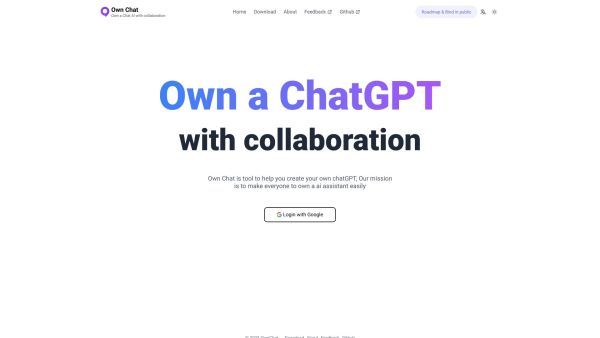 Own Chat
Own a Chat AI with collaboration
Home Download About Feedback Github
Roadmap & Bind in public
Own a ChatGPT
with collaboration
Own Chat is tool to help you create your own chatGPT, Our mission
is to make everyone to own a ai assistant easily
Login with Google